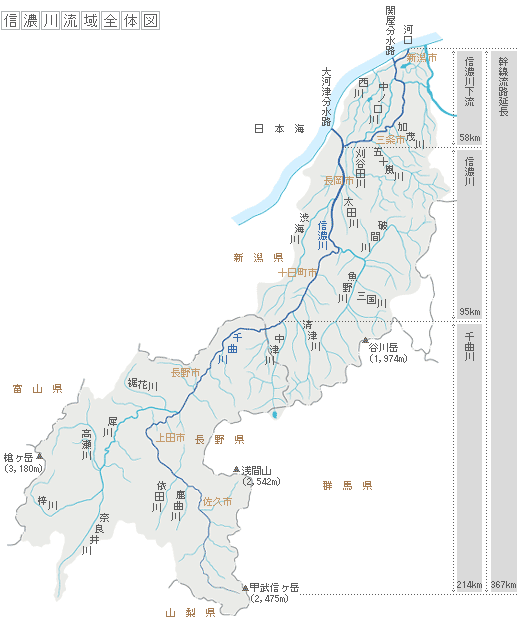 信濃川流域全体図
関屋分水路
河口
新潟市
大河津分水路
西川
中ノ口川
信濃川下流
幹線流路延長
日本海
加茂川
三条市
58km
刈谷田川
五十嵐川
長岡市
信濃川
太田川
渋海川
信濃川
破間川
新潟県
十日町市
魚野川
三国川
95km
清津川
中津川
千曲川
千曲川
谷川岳
(1,974m)
長野市
裾花川
富山県
犀川
高瀬川
上田市
長野県
槍ヶ岳
(3,180m)
浅間山
(2,542m)
群馬県
梓川
依田川
鹿曲川
佐久市
奈良井川
甲武信ヶ岳
(2,475m)
214km
367km
山梨県